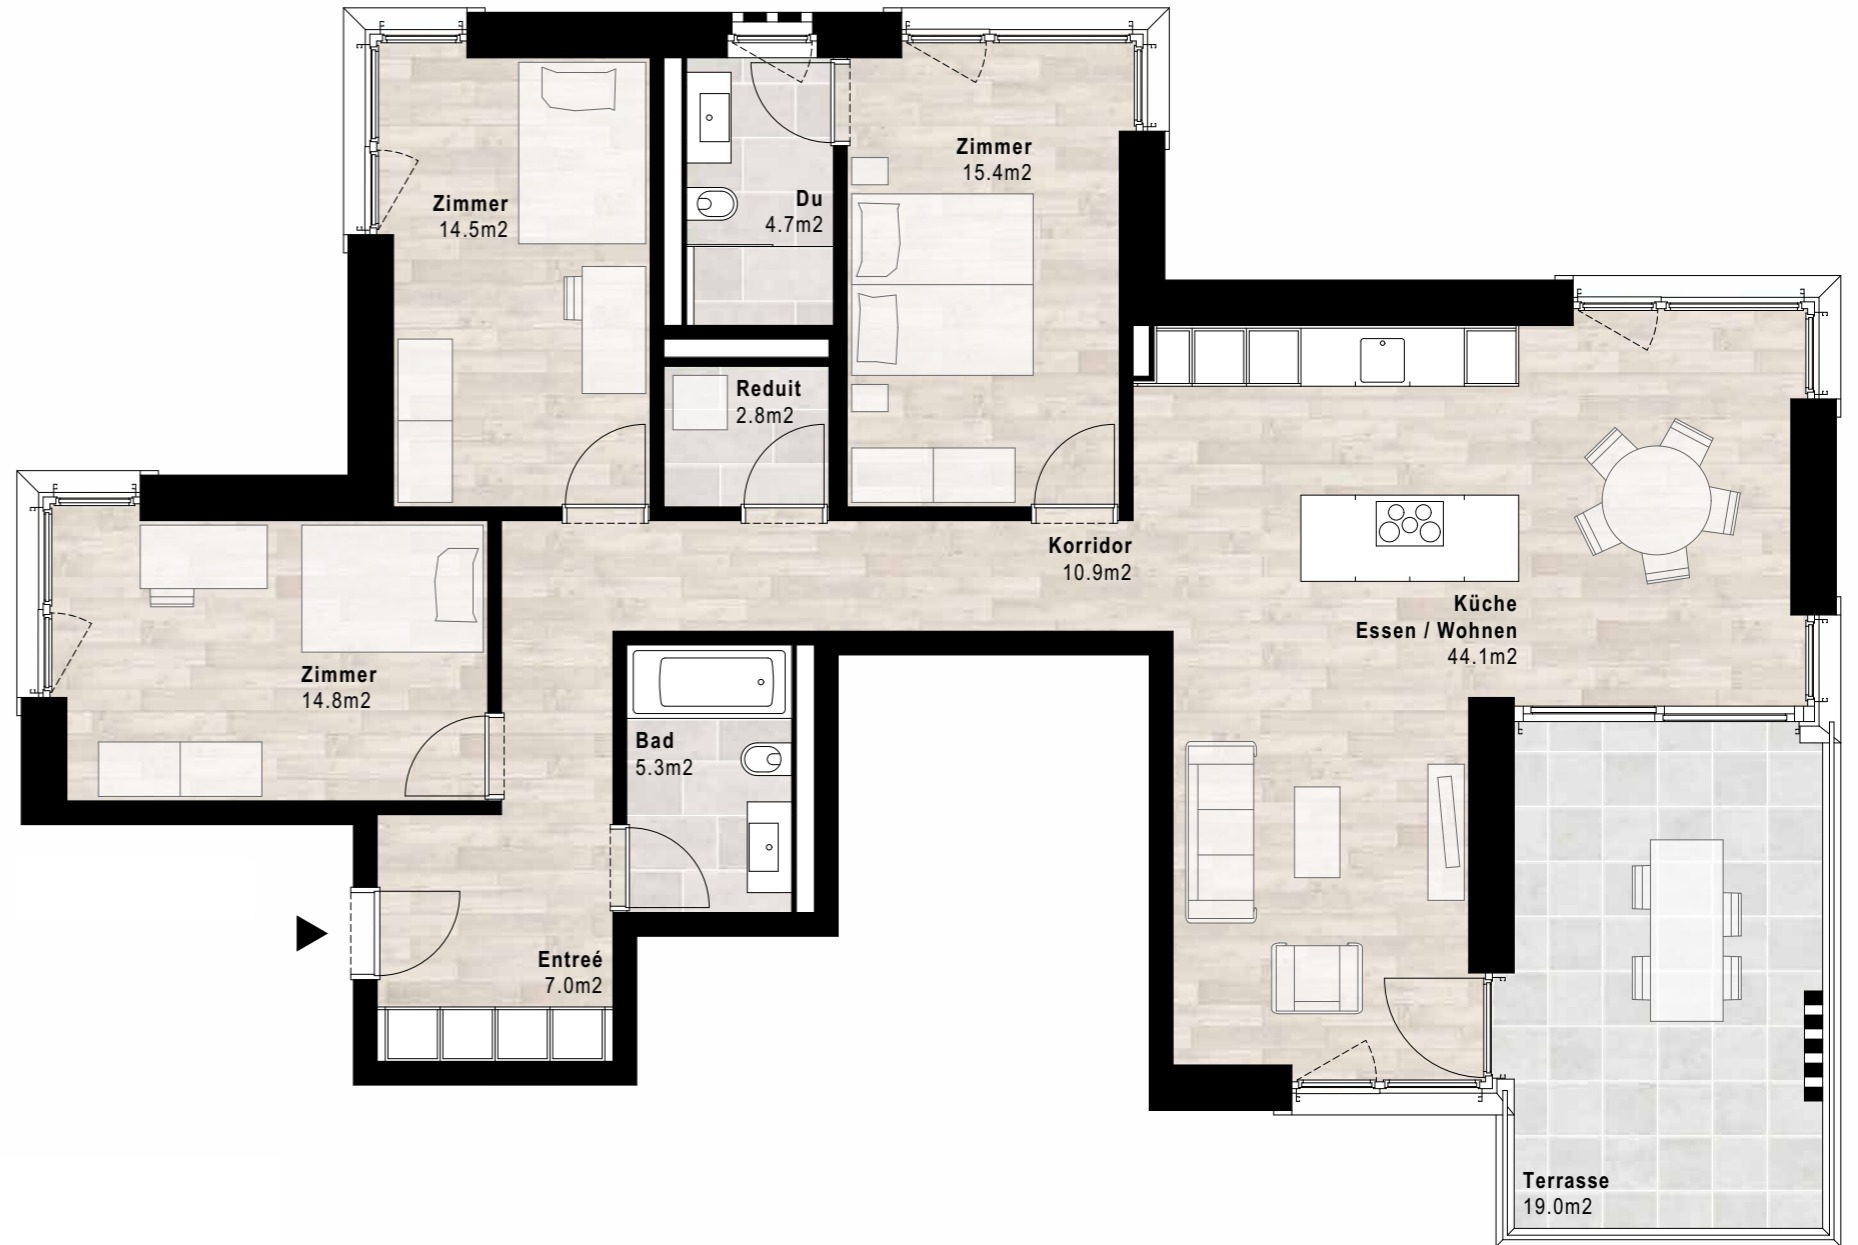 Zimmer
15.4m2
Zimmer
14.5m2
Du
4.7m2
Reduit
2.8m2
Korridor
10.9m2
Küche
Essen / Wohnen
44.1m2
Zimmer
14.8m2
Bad
5.3m2
Entreé
7.0m2
Terrasse
19.0m2